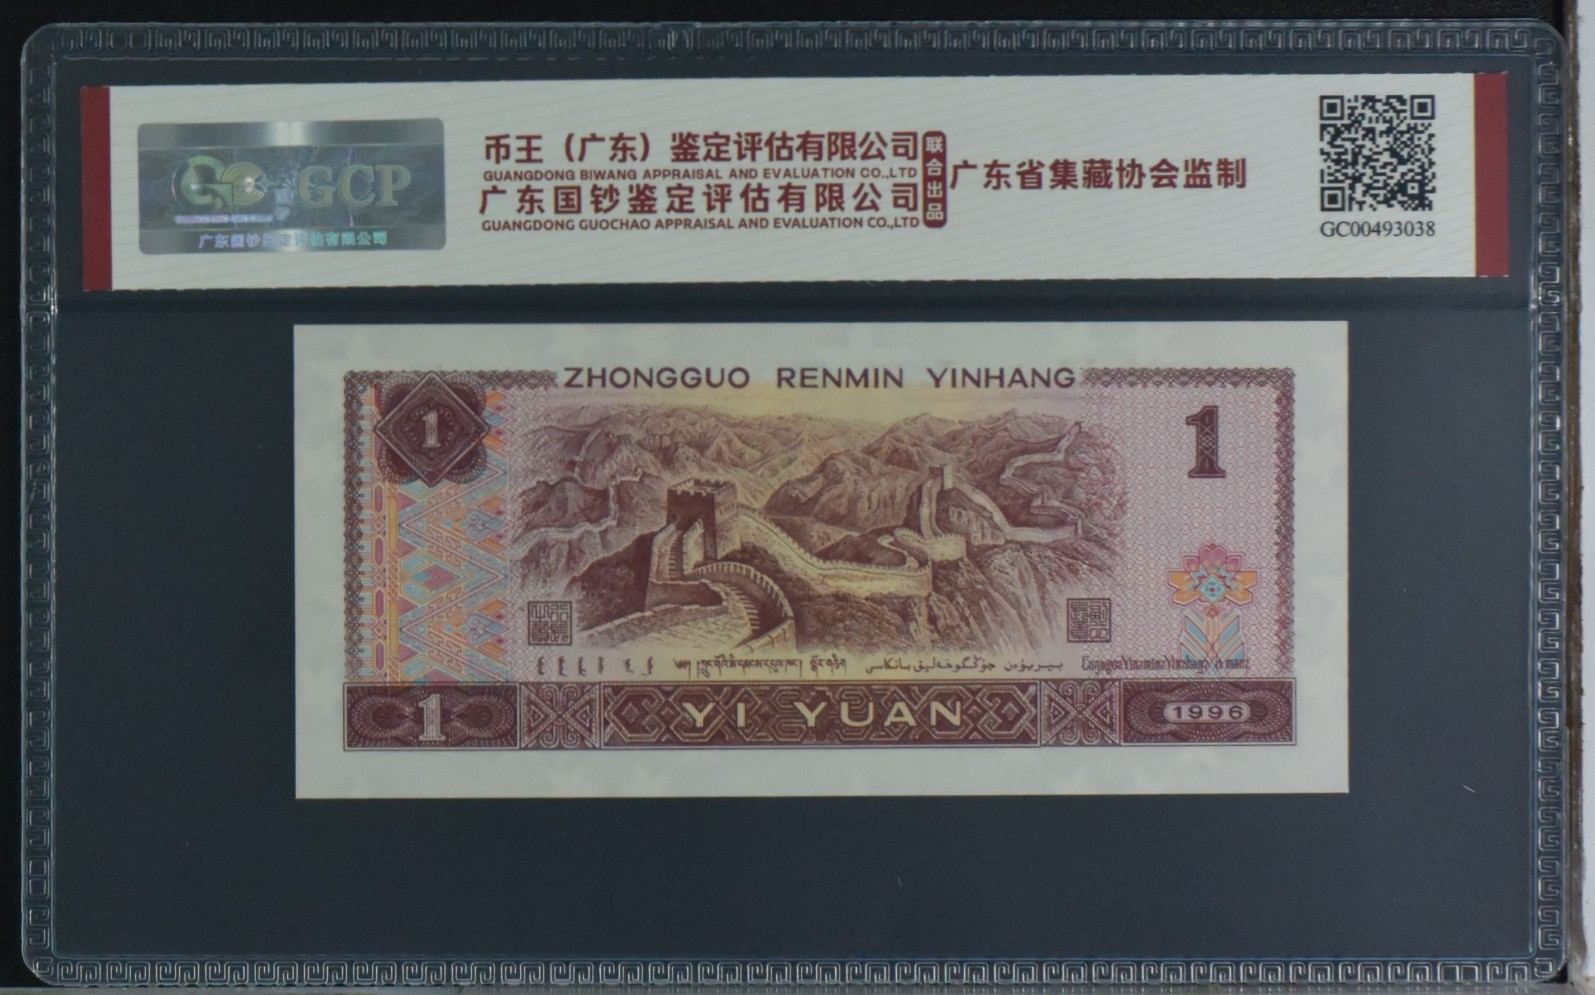 GCP
广东国钞鉴定评估有限公司
币王（广东）鉴定评估有限公司
GUANGDONG BIWANG APPRAISAL AND EVALUATION CO.,LTD
广东国钞鉴定评估有限公司
GUANGDONG GUOCHAO APPRAISAL AND EVALUATION CO.,LTD
联合出品
广东省集藏协会监制
GC00493038
ZHONGGUO RENMIN YINHANG
1
1
1
YI YUAN
1996